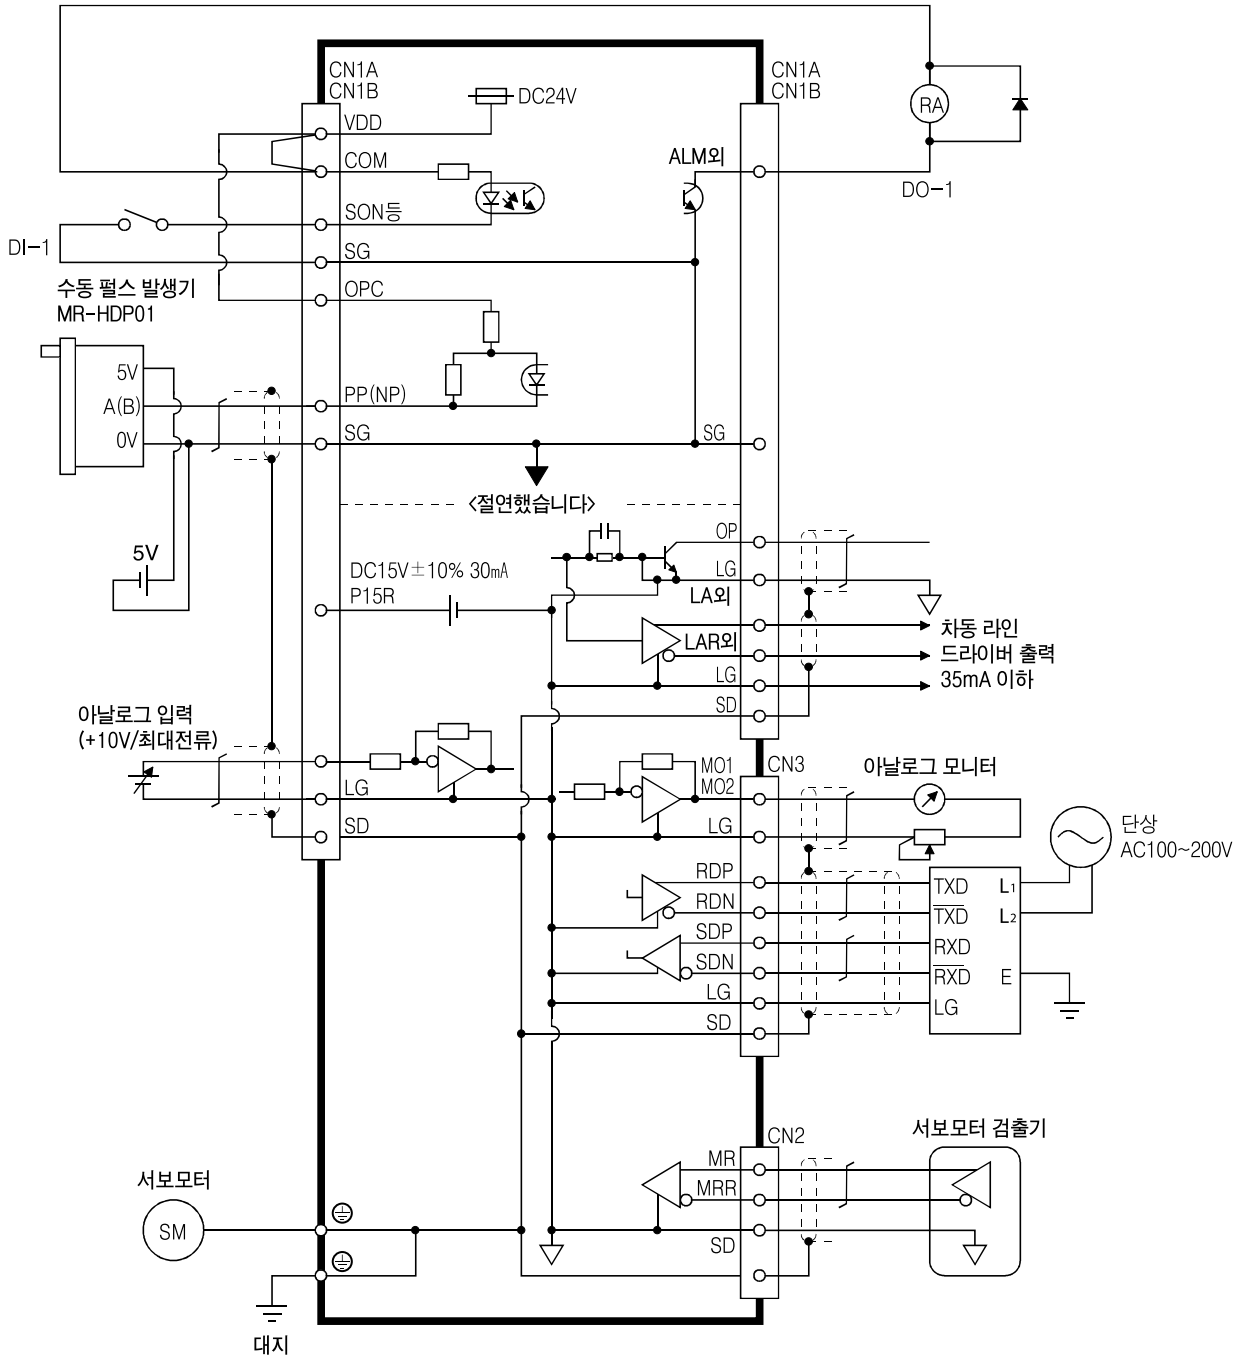 CN1A
CN1B
CN1A
CN1B
DC24V
RA
VDD
COM
ALM외
DO-1
SON등
DI-1
SG
수동 펄스 발생기
MR-HDP01
OPC
5V
A(B)
0V
PP(NP)
SG
SG
<절연했습니다>
5V
OP
DC15V±10% 30mA
P15R
LG
LA외
LAR외
차동 라인
드라이버 출력
35mA 이하
LG
SD
아날로그 입력
(+10V/최대전류)
LG
SD
CN3
MO1
MO2
아날로그 모니터
LG
단상
AC100~200V
RDP
RDN
SDP
SDN
LG
SD
TXD
TXD
RXD
RXD
LG
L1
L2
E
CN2
서보모터 검출기
MR
MRR
SD
서보모터
SM
대지